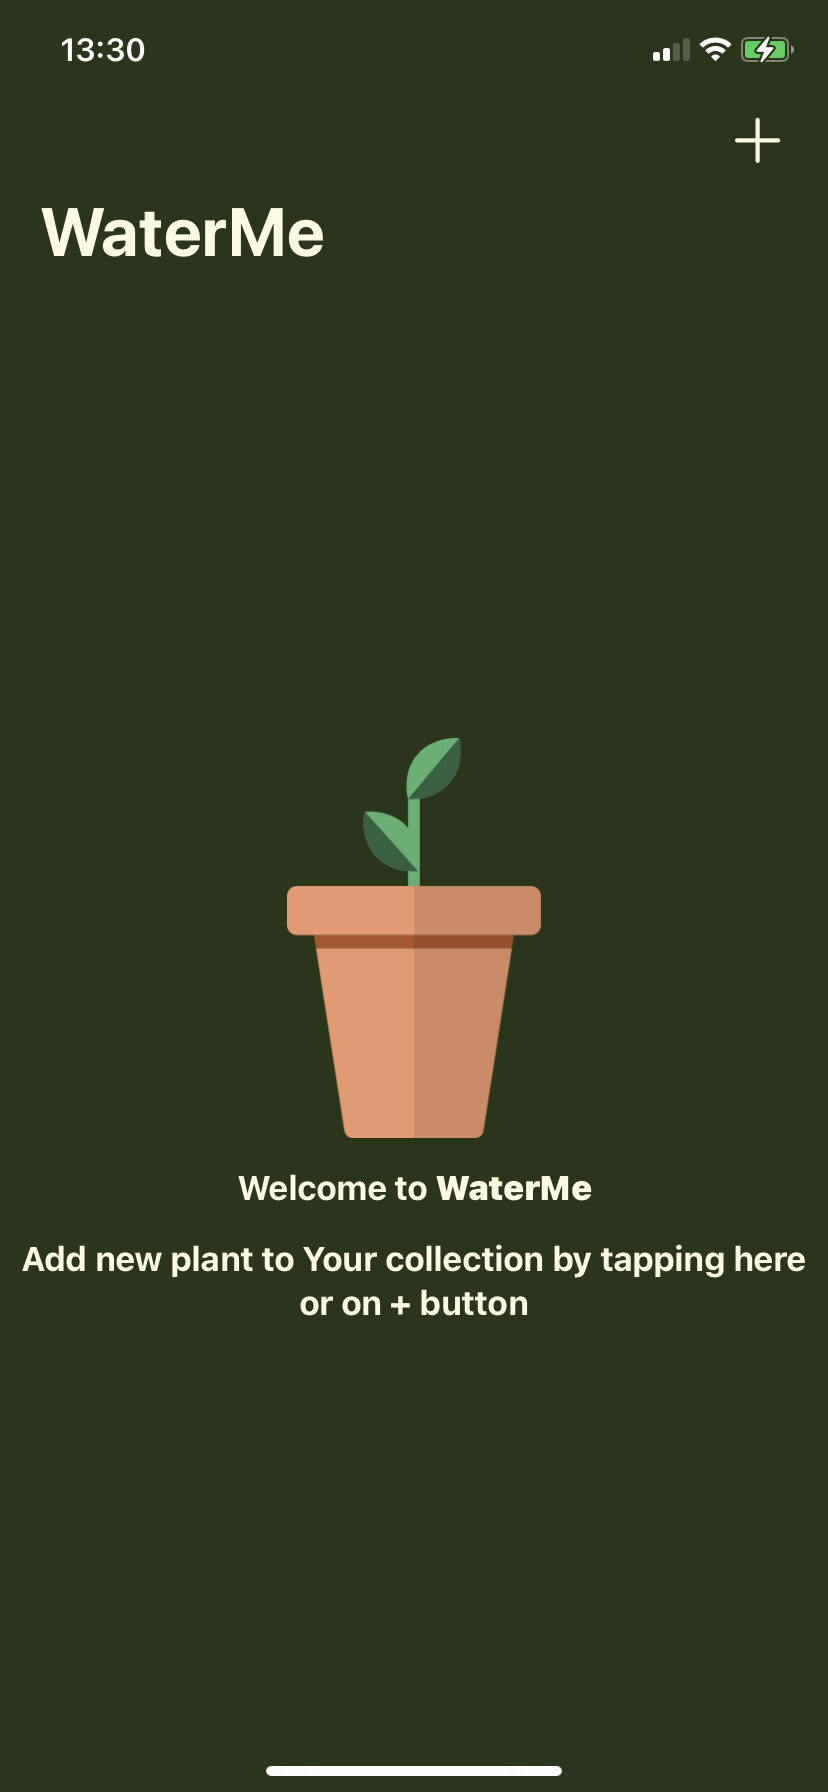 13:30
WaterMe
Welcome to WaterMe
Add new plant to Your collection by tapping here
or on + button